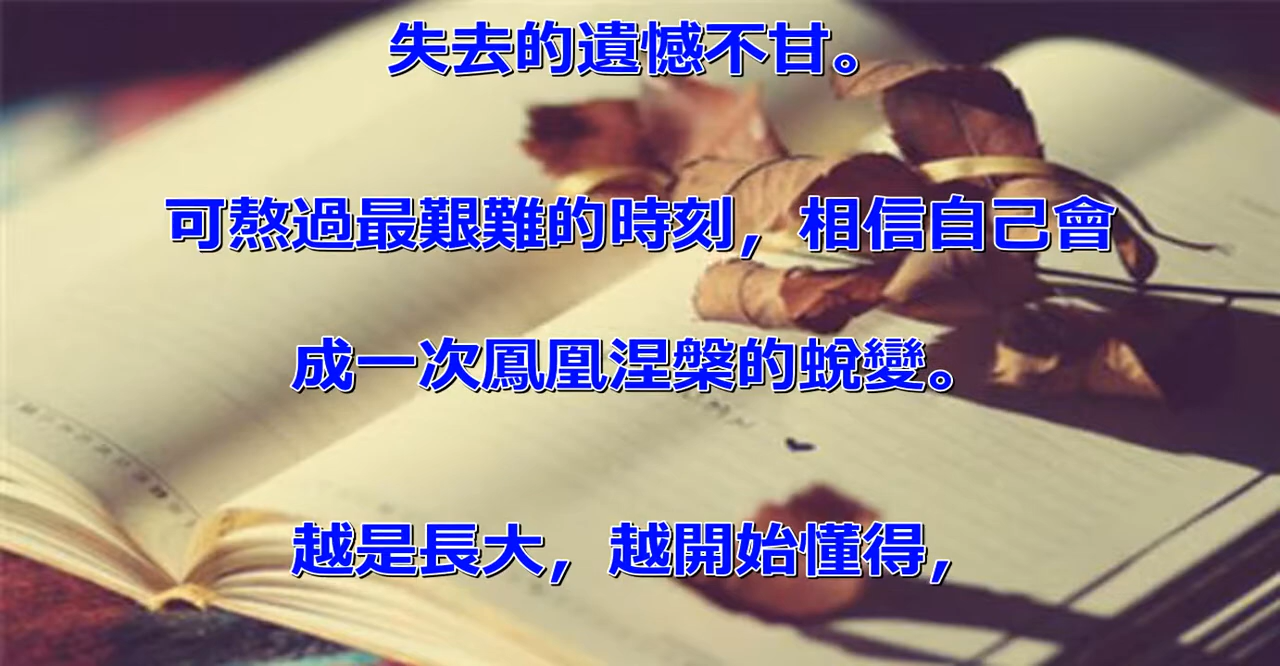 失去的遺憾不甘。
可熬過最艱難的時刻，相信自己會
成一次鳳凰涅槃的蛻變。
越是長大，越開始懂得，